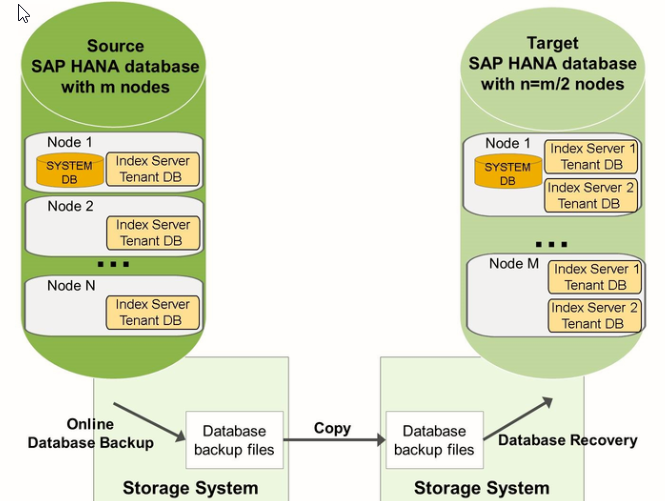 Source
SAP HANA database
with m nodes
Node 1
SYSTEM
DB
Index Server
Tenant DB
Node 2
Index Server
Tenant DB
...
Node N
Index Server
Tenant DB
Target
SAP HANA database
with n=m/2 nodes
Node 1
SYSTEM
DB
Index Server 1
Tenant DB
Index Server 2
Tenant DB
...
Node M
Index Server 1
Tenant DB
Index Server 2
Tenant DB
Online
Database Backup
Database
backup files
Copy
Database
backup files
Database Recovery
Storage System
Storage System